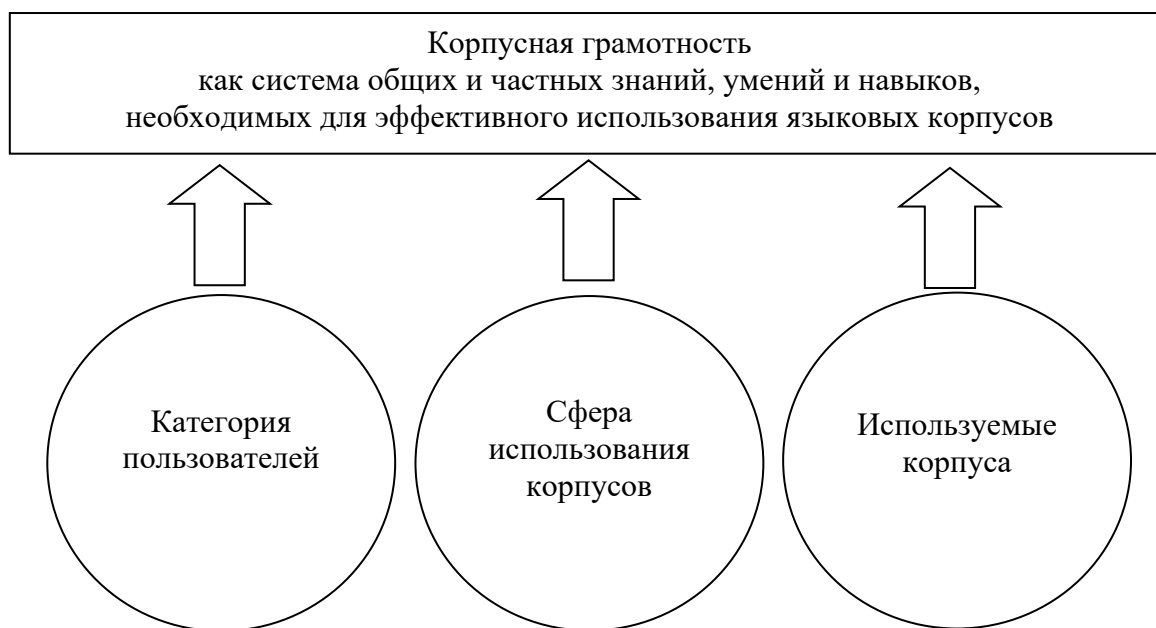 Корпусная грамотность
как система общих и частных знаний, умений и навыков,
необходимых для эффективного использования языковых корпусов
Категория
пользователей
Сфера
использования
корпусов
Используемые
корпуса